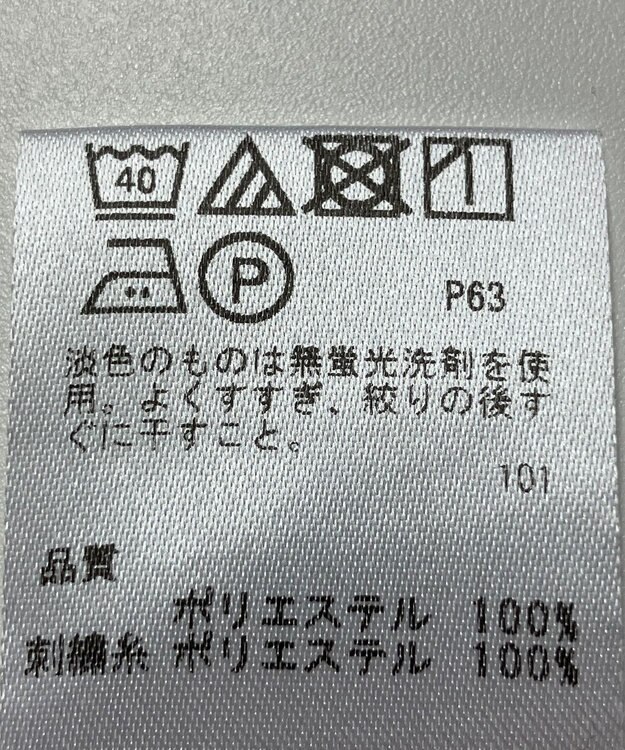 40
P
P63
淡色のものは無蛍光洗剤を使
用。よくすすぎ、絞りの後す
ぐに干すこと。
101
品質
ポリエステル 100%
刺繍糸 ポリエステル 100%